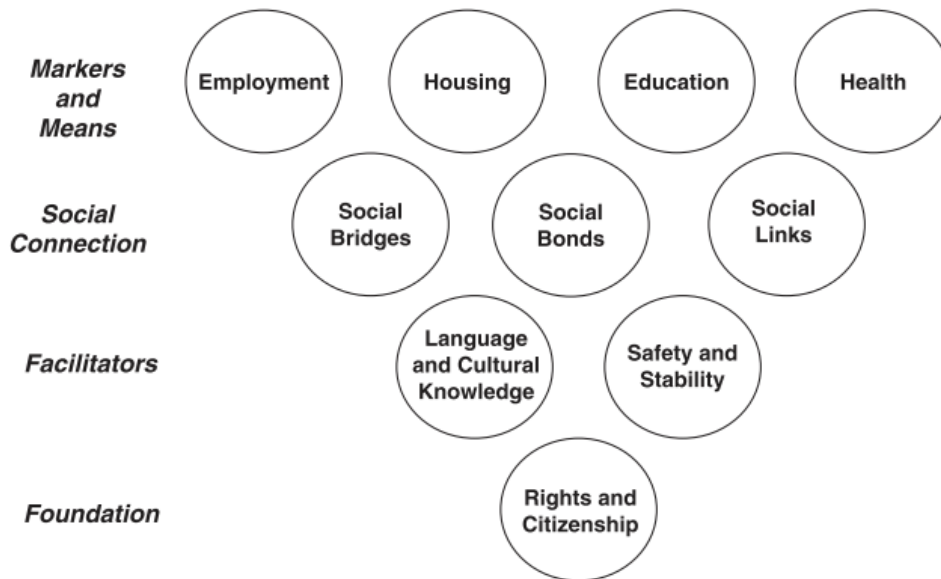 Markers
and
Means
Employment
Housing
Education
Health
Social
Connection
Social
Bridges
Social
Bonds
Social
Links
Facilitators
Language
and Cultural
Knowledge
Safety and
Stability
Foundation
Rights and
Citizenship